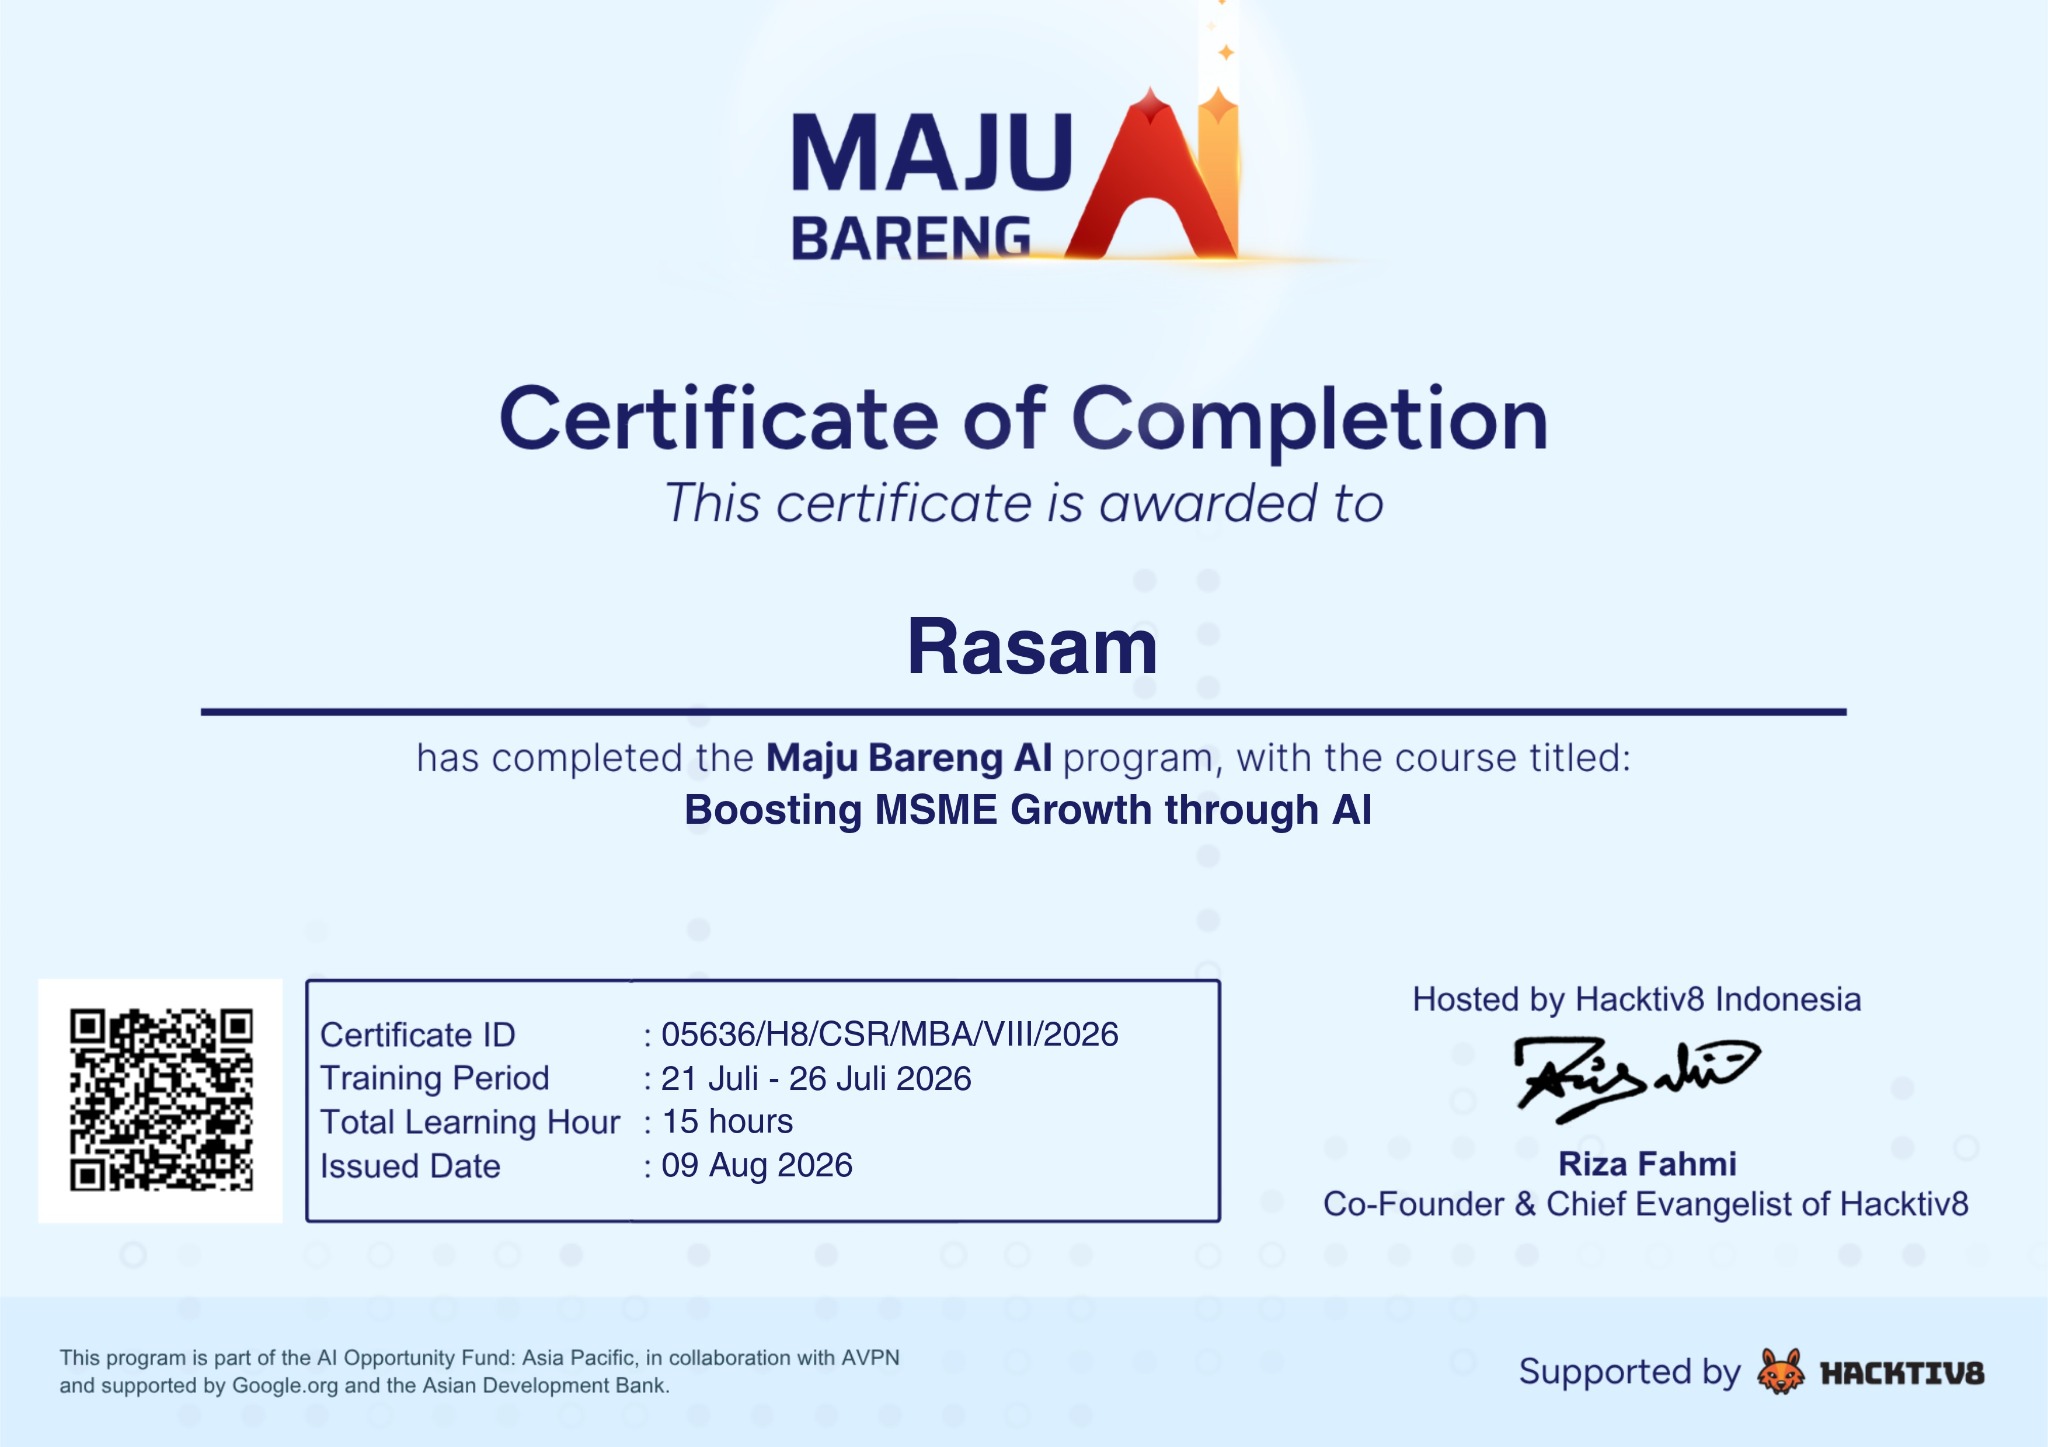 MAJU
BARENG
AI
Certificate of Completion
This certificate is awarded to
Rasam
has completed the Maju Bareng AI program, with the course titled:
Boosting MSME Growth through AI
Certificate ID : 05636/H8/CSR/MBA/VIII/2026
Training Period : 21 Juli - 26 Juli 2026
Total Learning Hour : 15 hours
Issued Date : 09 Aug 2026
Hosted by Hacktiv8 Indonesia
Riza Fahmi
Co-Founder & Chief Evangelist of Hacktiv8
This program is part of the AI Opportunity Fund: Asia Pacific, in collaboration with AVPN
and supported by Google.org and the Asian Development Bank.
Supported by HACKTIV8